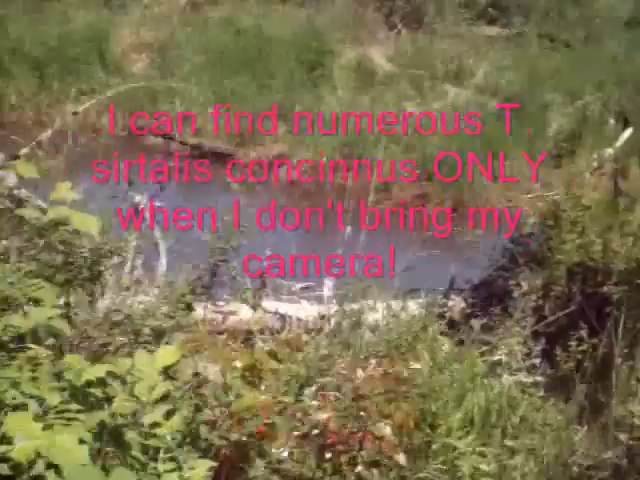 I can find numerous T.
sirtalis concinnus ONLY
when I don't bring my
camera!